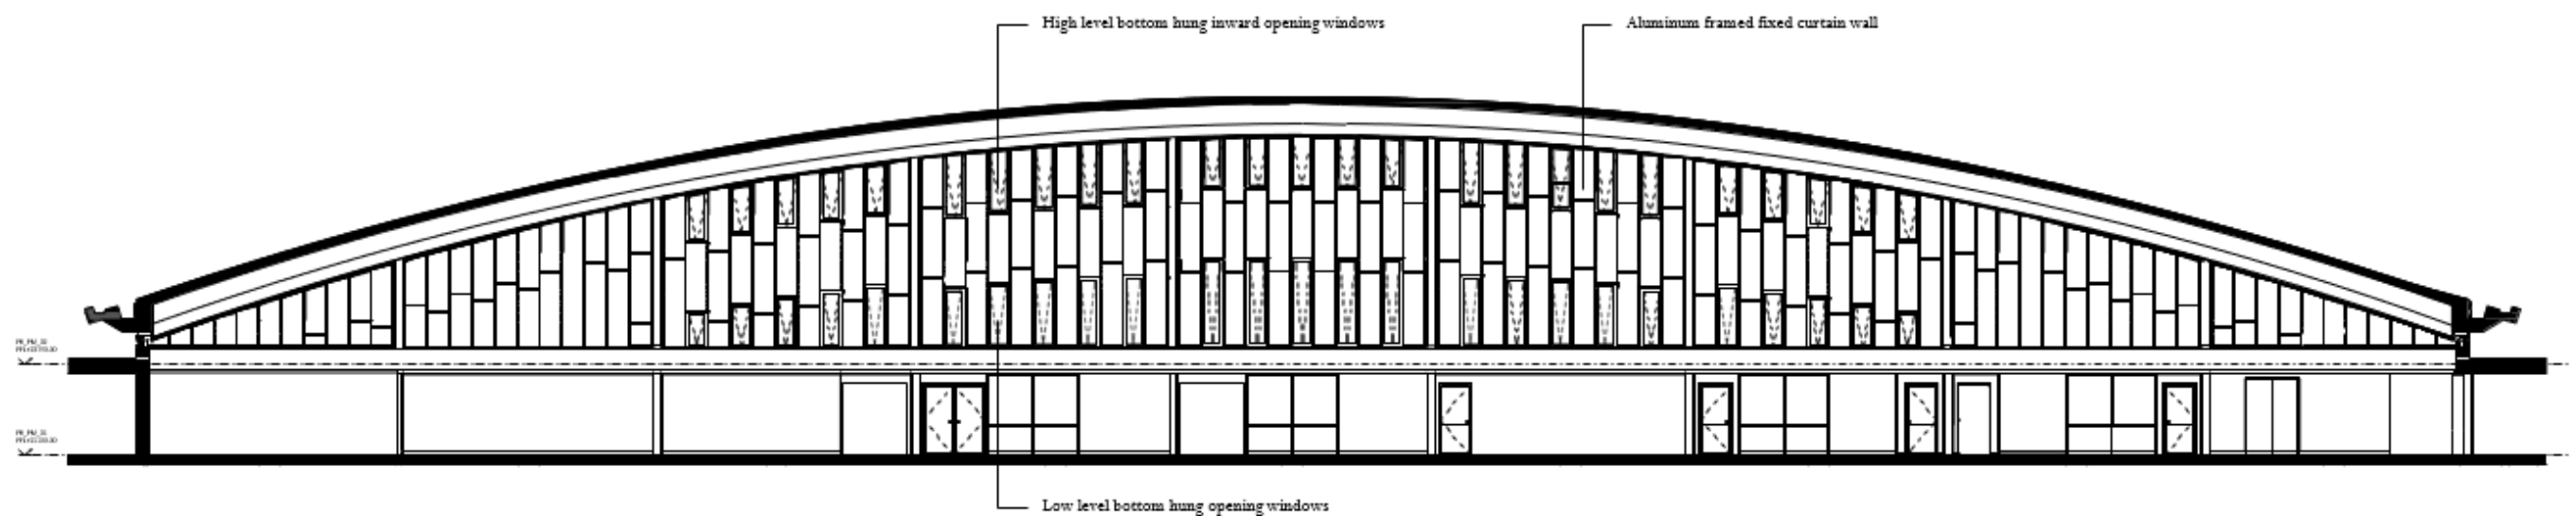 High level bottom hung inward opening windows
Aluminum framed fixed curtain wall
Low level bottom hung opening windows